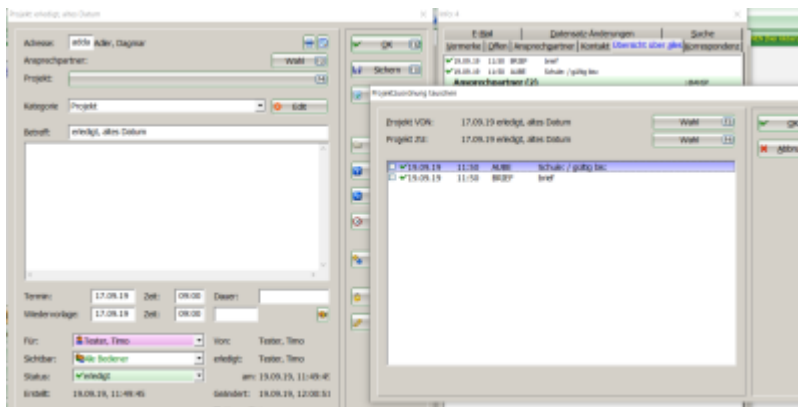 Projekt erledigt, altes Datum
Adresse: adda Adler, Dagmar
Ansprechpartner: Wahl
Projekt:
Kategorie Projekt Edit
Betreff: erledigt, altes Datum
Termin: 17.09.19 Zeit: 09:00 Dauer:
Wiedervorlage: 17.09.19 Zeit: 09:00
Für: Tester, Timo Von: Tester, Timo
Sichtbar: Alle Bediener erledigt: Tester, Timo
Status: erledigt am: 19.09.19, 11:49:45
Erstellt: 19.09.19, 11:49:45 Geändert: 19.09.19, 12:00:51
OK
Sichern
Info 4
E-Mail Datensatz-Änderungen Suche
Vermerke Offen Ansprechpartner Kontakt Übersicht über alles Korrespondenz
19.09.19 11:50 BRIEF brief
19.09.19 11:50 AUBE Schule: / gültig bis:
Ansprechpartner (2)
Projektzuordnung tauschen
Projekt VON: 17.09.19 erledigt, altes Datum Wahl
Projekt ZU: 17.09.19 erledigt, altes Datum Wahl
19.09.19 11:50 AUBE Schule: / gültig bis:
19.09.19 11:50 BRIEF brief
OK
Abbru